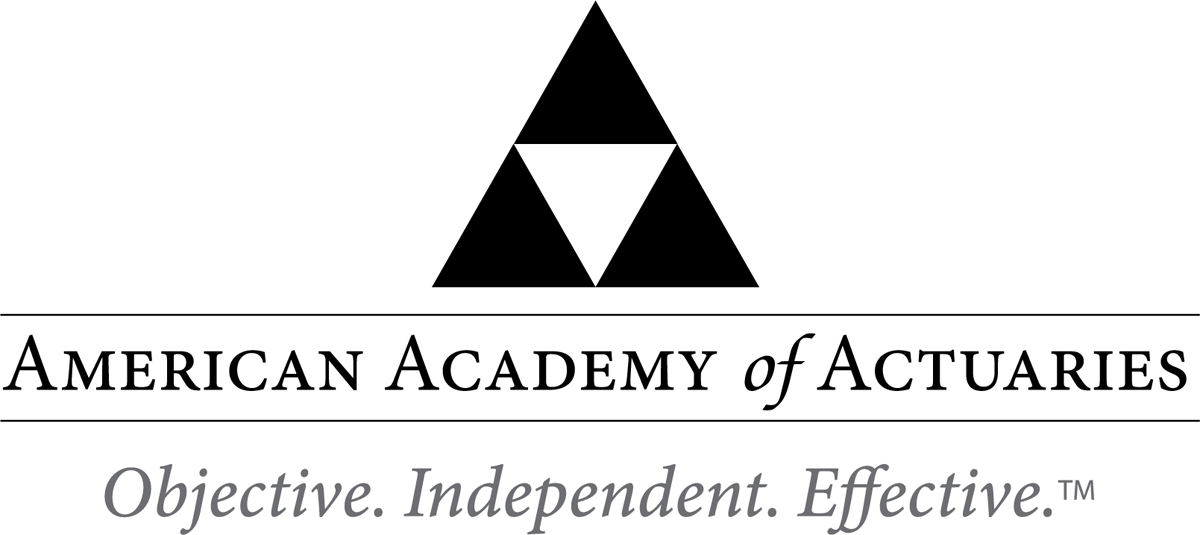 AMERICAN ACADEMY of ACTUARIES
Objective. Independent. Effective.™